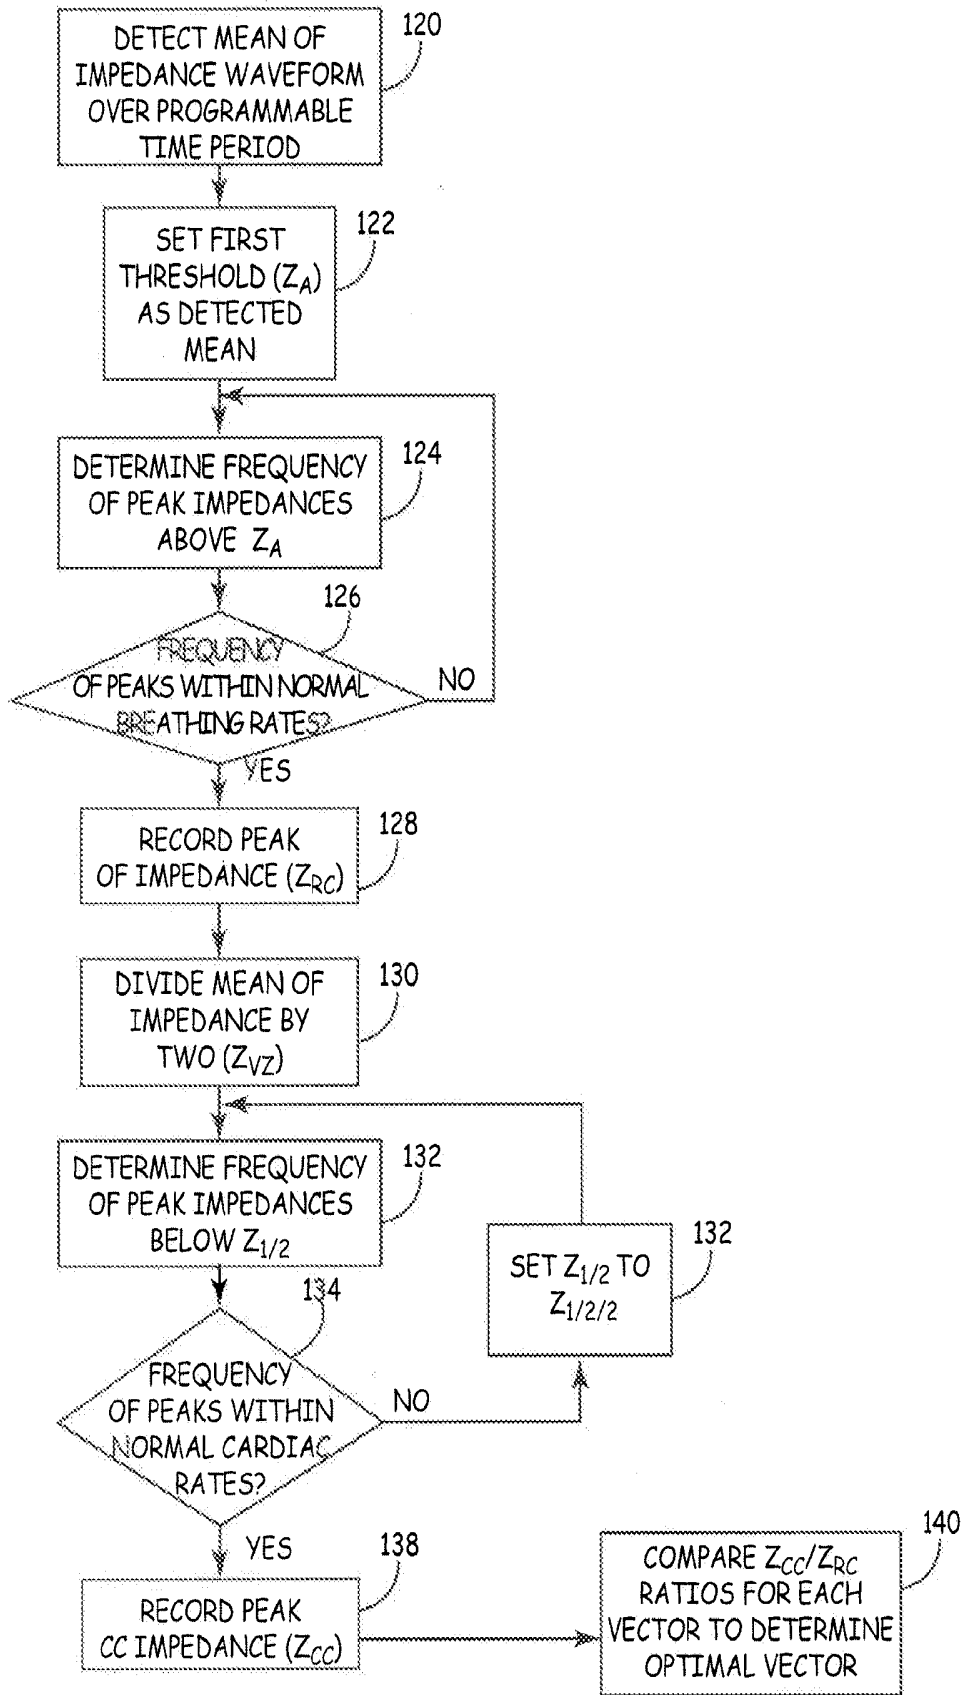 DETECT MEAN OF
IMPEDANCE WAVEFORM
OVER PROGRAMMABLE
TIME PERIOD
120
SET FIRST
THRESHOLD (ZA)
AS DETECTED
MEAN
122
DETERMINE FREQUENCY
OF PEAK IMPEDANCES
ABOVE ZA
124
126
FREQUENCY
OF PEAKS WITHIN NORMAL
BREATHING RATES?
NO
YES
RECORD PEAK
OF IMPEDANCE (ZRC)
128
DIVIDE MEAN OF
IMPEDANCE BY
TWO (ZVZ)
130
DETERMINE FREQUENCY
OF PEAK IMPEDANCES
BELOW Z1/2
132
SET Z1/2 TO
Z1/2/2
132
134
FREQUENCY
OF PEAKS WITHIN
NORMAL CARDIAC
RATES?
NO
YES
RECORD PEAK
CC IMPEDANCE (ZCC)
138
COMPARE ZCC/ZRC
RATIOS FOR EACH
VECTOR TO DETERMINE
OPTIMAL VECTOR
140